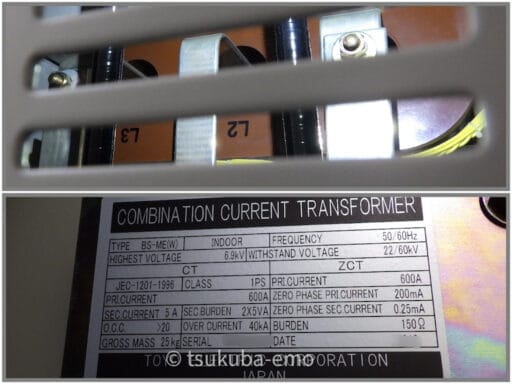 L3
L2
COMBINATION CURRENT TRANSFORMER
TYPE BS-ME(W) INDOOR FREQUENCY 50/60Hz
HIGHEST VOLTAGE 6.9kV WITHSTAND VOLTAGE 22/60kV
CT ZCT
JEC-1201-1996 CLASS 1PS PRI.CURRENT 600A
PRI.CURRENT 600A ZERO PHASE PRI.CURRENT 200mA
SEC.CURRENT 5A SEC.BURDEN 2X5VA ZERO PHASE SEC.CURRENT 0.25mA
O.C.C. >20 OVER CURRENT 40kA BURDEN 150Ω
GROSS MASS 25kg SERIAL DATE
CORPORATION
JAPAN
© tsukuba-emo